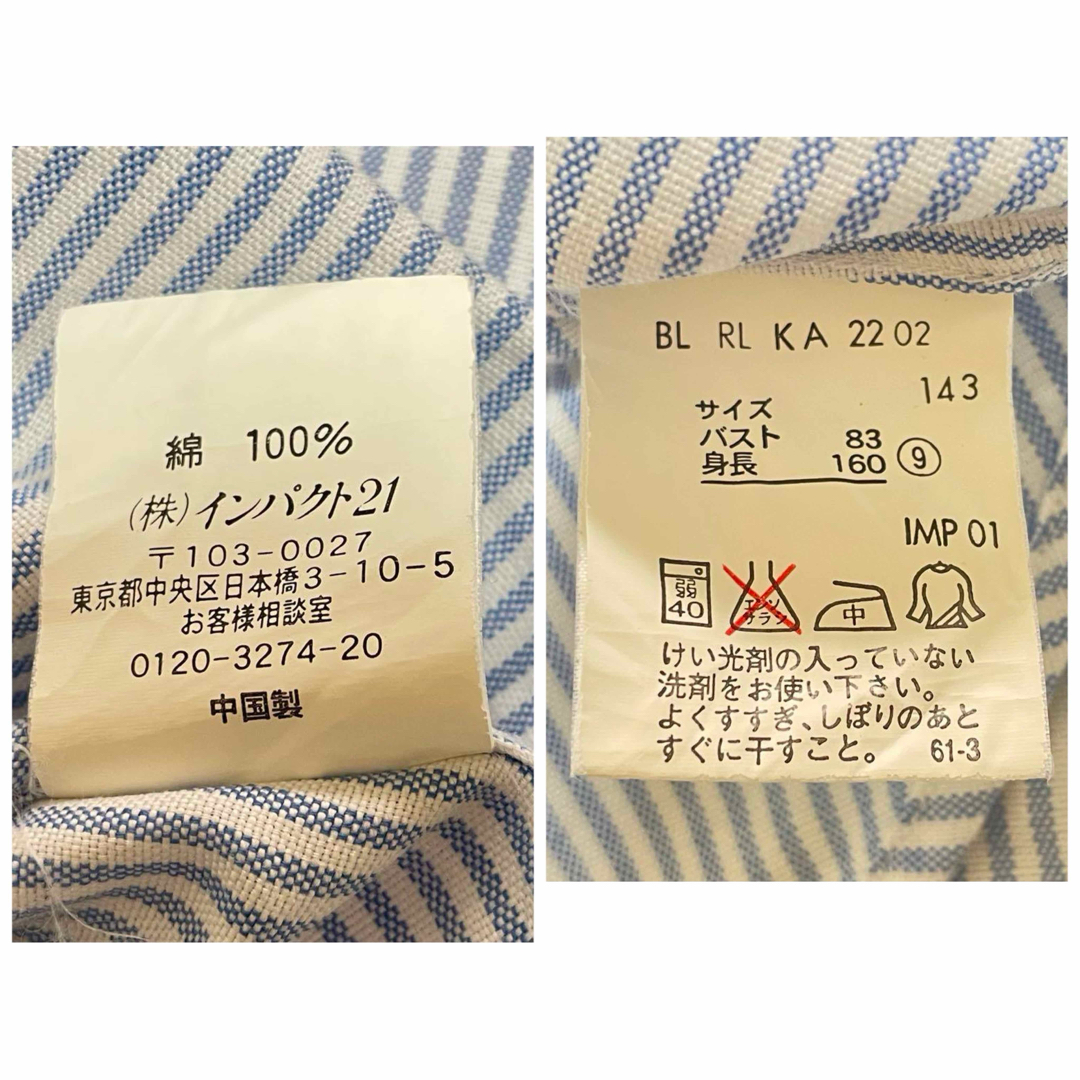 綿 100%
(株)インパクト21
〒103-0027
東京都中央区日本橋3-10-5
お客様相談室
0120-3274-20
中国製
BL RL KA 2202
143
サイズ
バスト 83
身長 160 ⑨
IMP 01
弱 40
エンソ サラシ
中
けい光剤の入っていない
洗剤をお使い下さい。
よくすすぎ、しぼりのあと
すぐに干すこと。 61-3